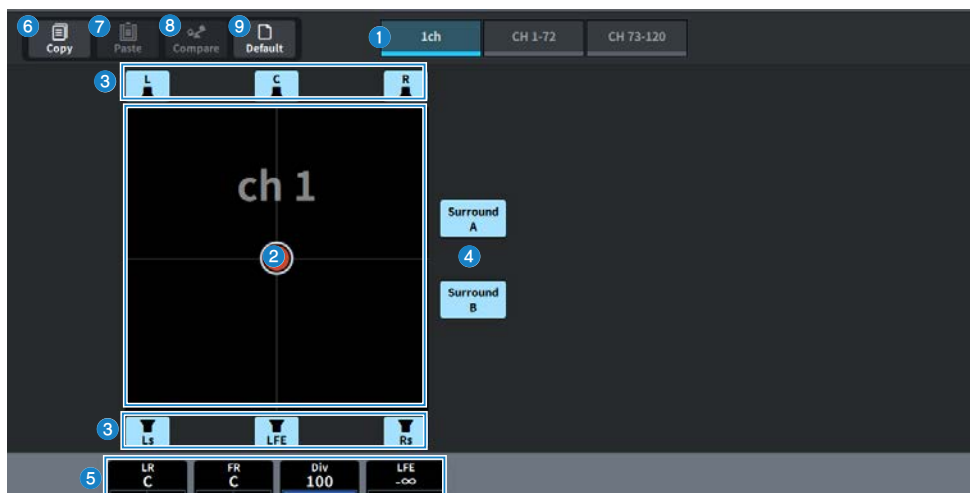 6 7 8 9
Copy Paste Compare Default
1 1ch CH 1-72 CH 73-120
3 L C R
ch 1
2
Surround
A
4
Surround
B
3 Ls LFE Rs
5 LR FR Div LFE
C C 100 -∞